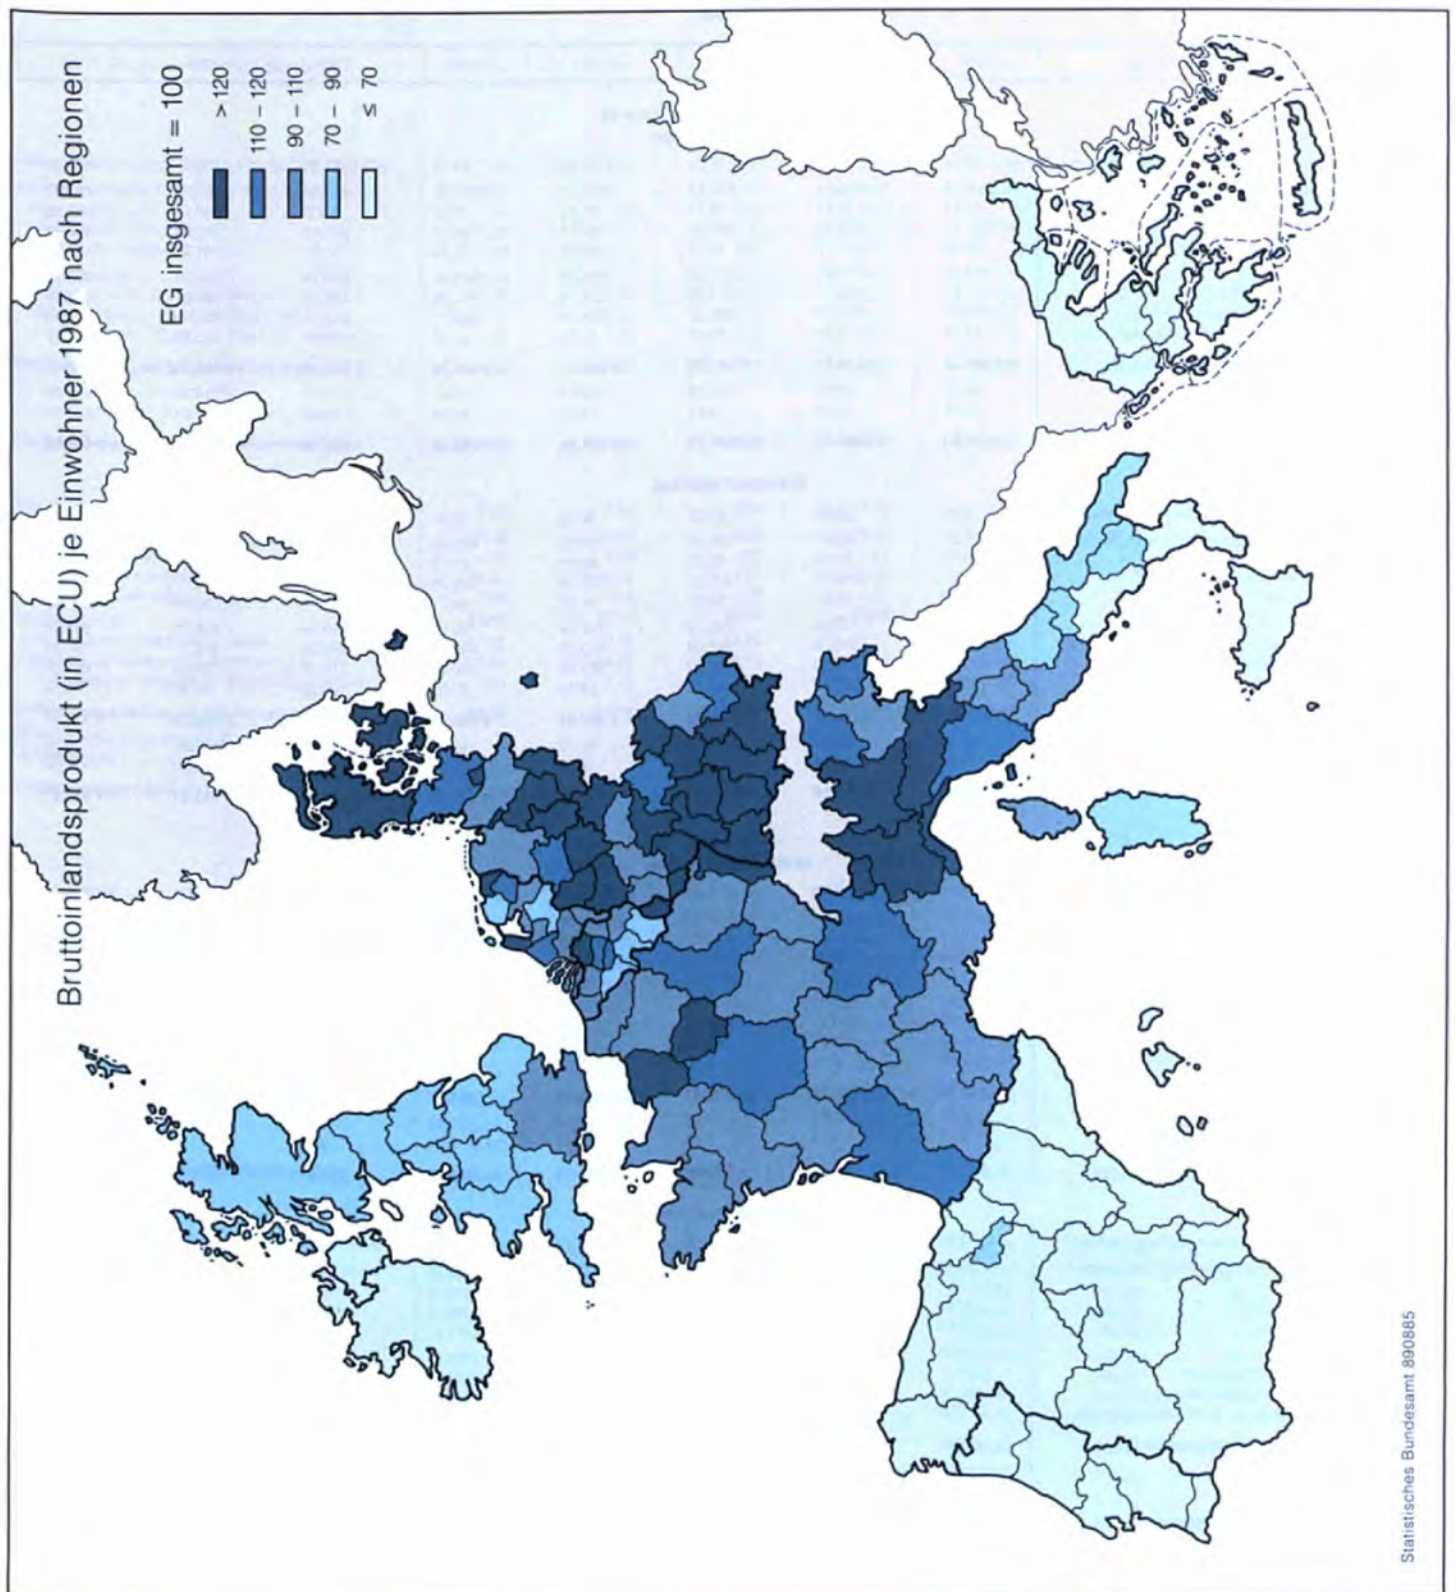 Bruttoinlandsprodukt (in ECU) je Einwohner 1987 nach Regionen
EG insgesamt = 100
> 120
110 – 120
90 – 110
70 – 90
≤ 70
Statistisches Bundesamt 890885